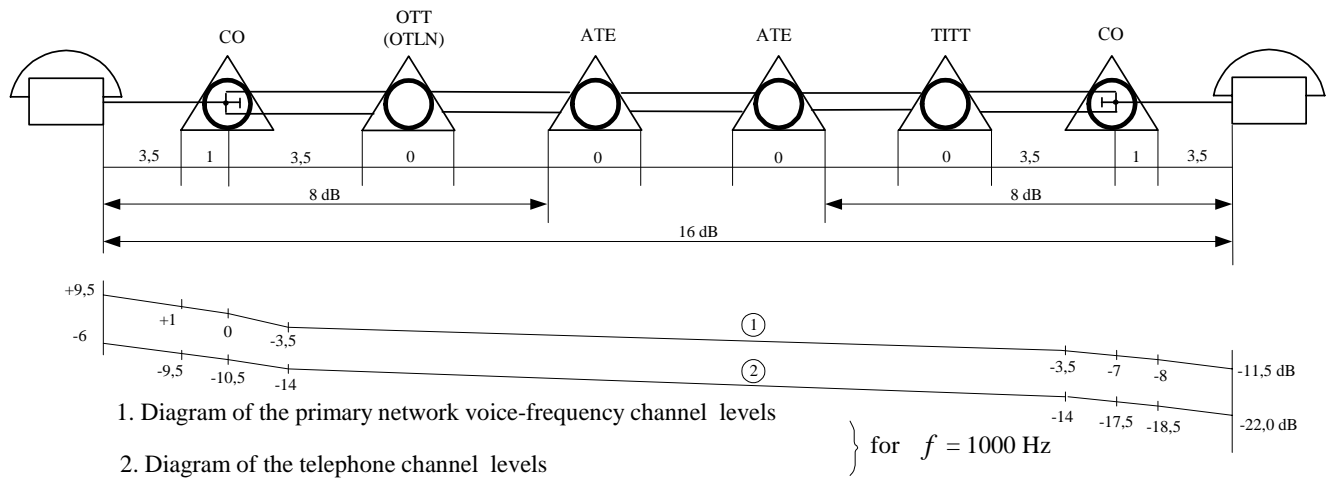 OTT
CO (OTLN) ATE ATE TITT CO
3,5 1 3,5 0 0 0 0 3,5 1 3,5
8 dB 8 dB
16 dB
+9,5
+1 0 -3,5 1 -3,5 -7 -8 -11,5 dB
-6
-9,5 -10,5 -14 2 -14 -17,5 -18,5 -22,0 dB
1. Diagram of the primary network voice-frequency channel levels
2. Diagram of the telephone channel levels
} for f = 1000 Hz